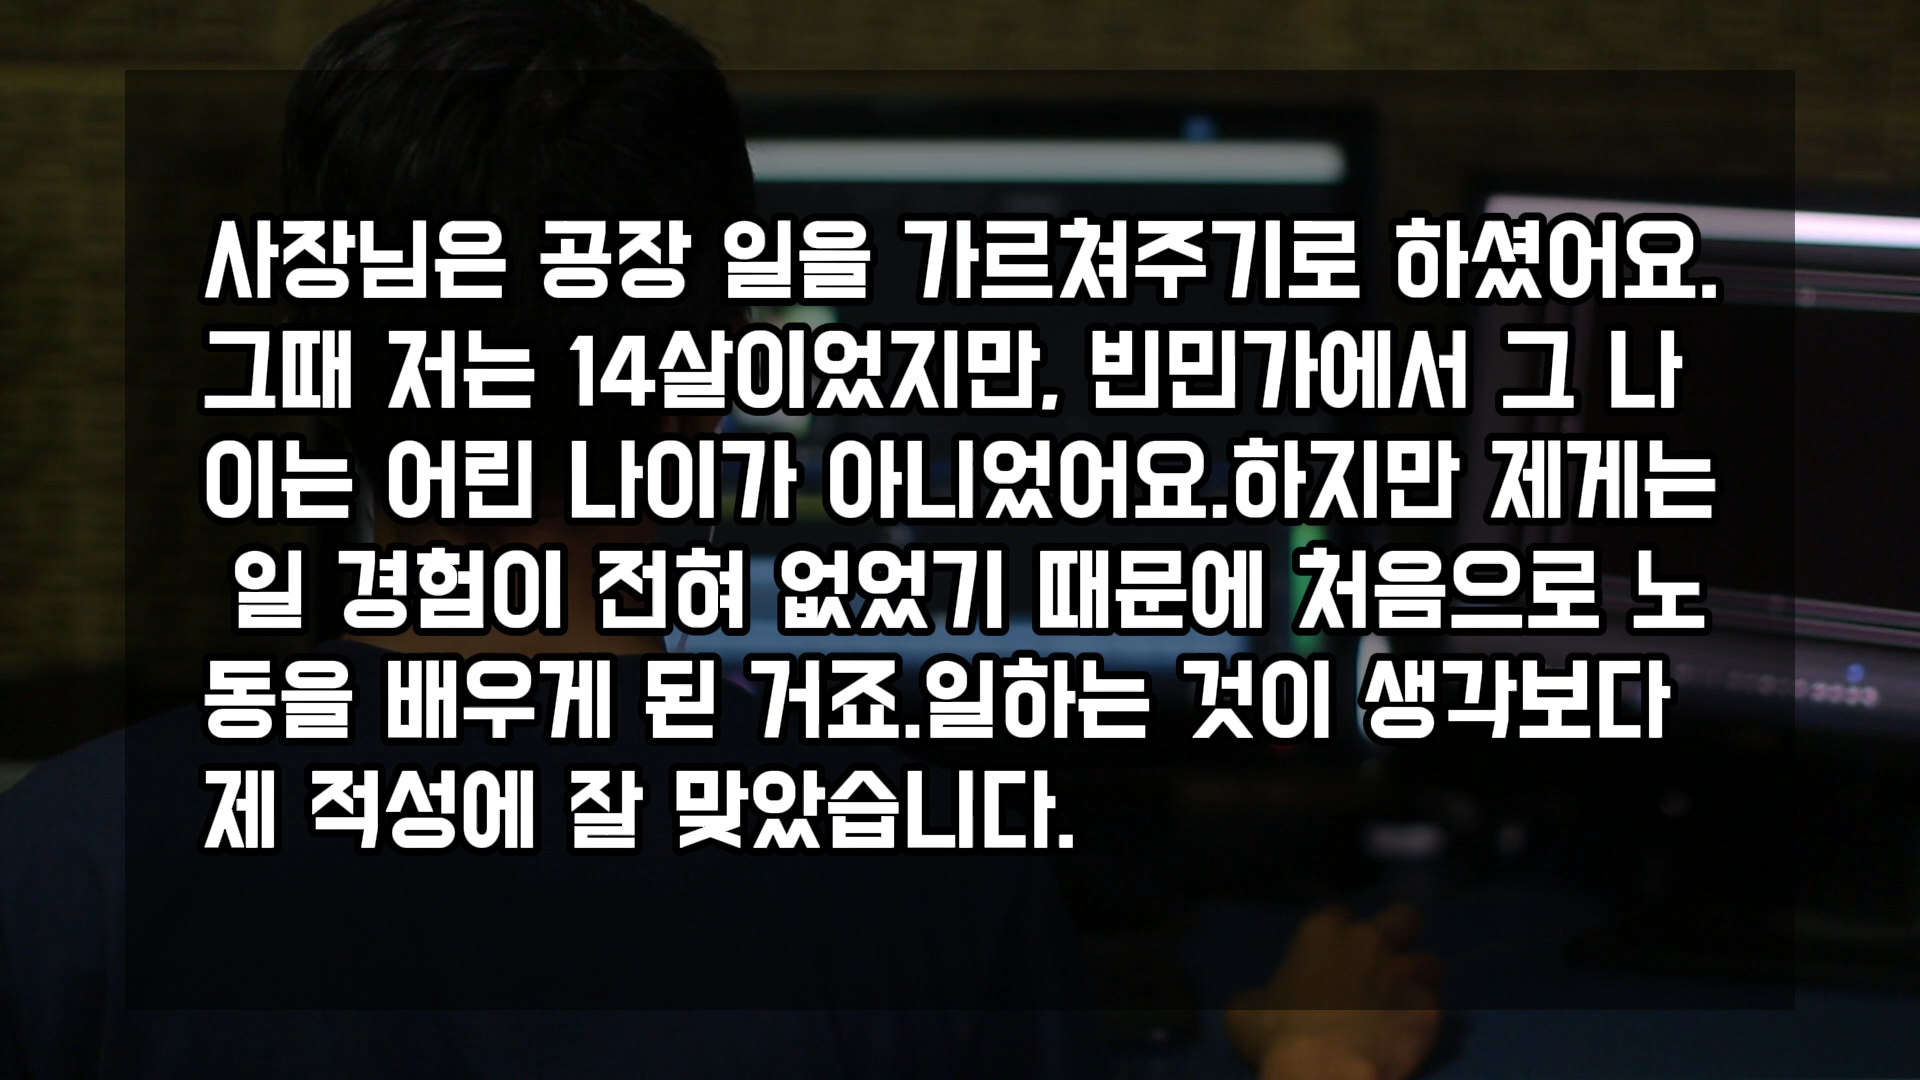 사장님은 공장 일을 가르쳐주기로 하셨어요.
그때 저는 14살이었지만, 빈민가에서 그 나
이는 어린 나이가 아니었어요.하지만 제게는
일 경험이 전혀 없었기 때문에 처음으로 노
동을 배우게 된 거죠.일하는 것이 생각보다
제 적성에 잘 맞았습니다.